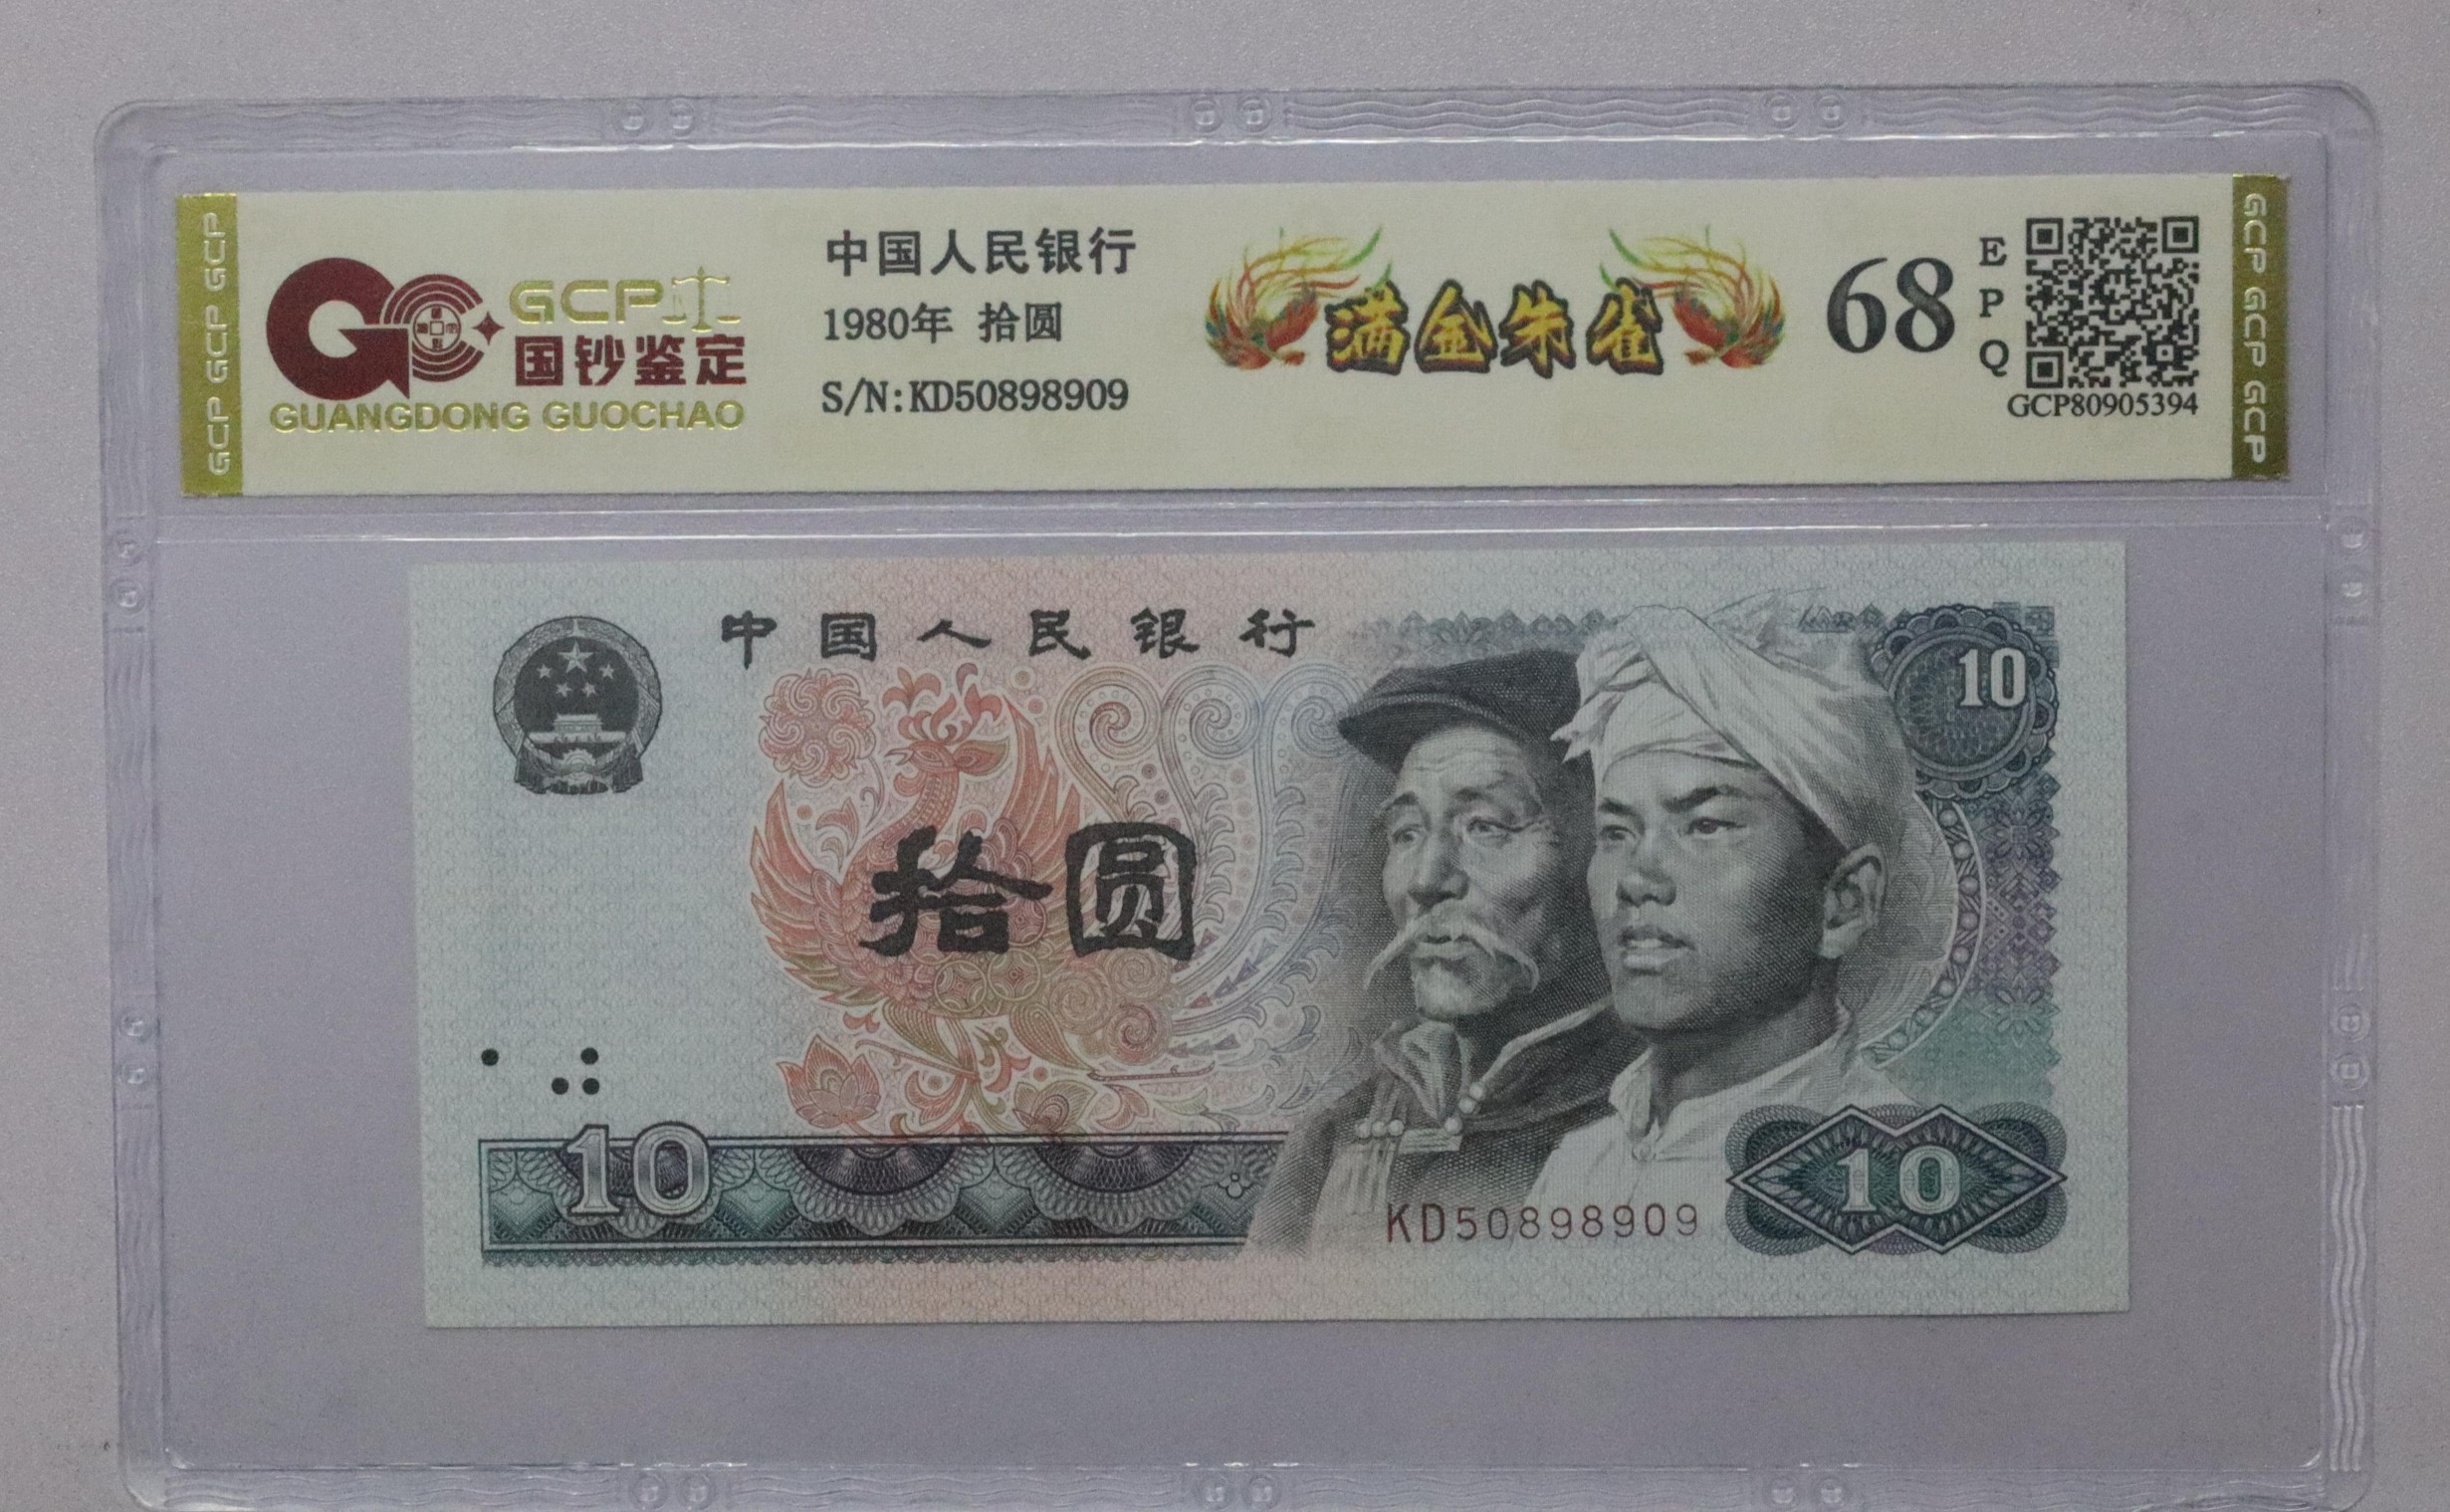 GCP GCP GCP
GCP
国钞鉴定
GUANGDONG GUOCHAO
中国人民银行
1980年 拾圆
S/N:KD50898909
满金朱雀
68
E
P
Q
GCP80905394
GCP GCP GCP
中国人民银行
10
拾圆
10
KD50898909
10